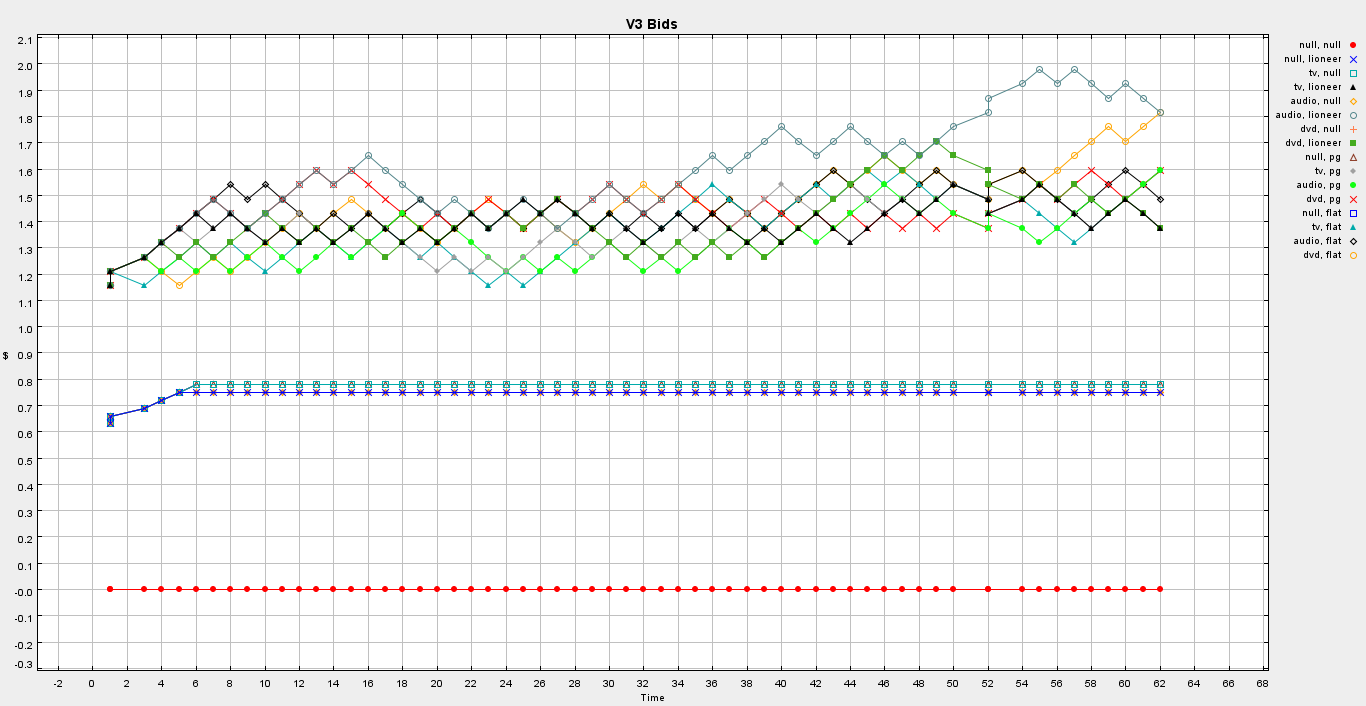 V3 Bids
2.1
2.0
1.9
1.8
1.7
1.6
1.5
1.4
1.3
1.2
1.1
1.0
0.9
$
0.8
0.7
0.6
0.5
0.4
0.3
0.2
0.1
-0.0
-0.1
-0.2
-0.3
-2 0 2 4 6 8 10 12 14 16 18 20 22 24 26 28 30 32 34 36 38 40 42 44 46 48 50 52 54 56 58 60 62 64 66 68
Time
null, null
null, lioneer
tv, null
tv, lioneer
audio, null
audio, lioneer
dvd, null
dvd, lioneer
null, pg
tv, pg
audio, pg
dvd, pg
null, flat
tv, flat
audio, flat
dvd, flat